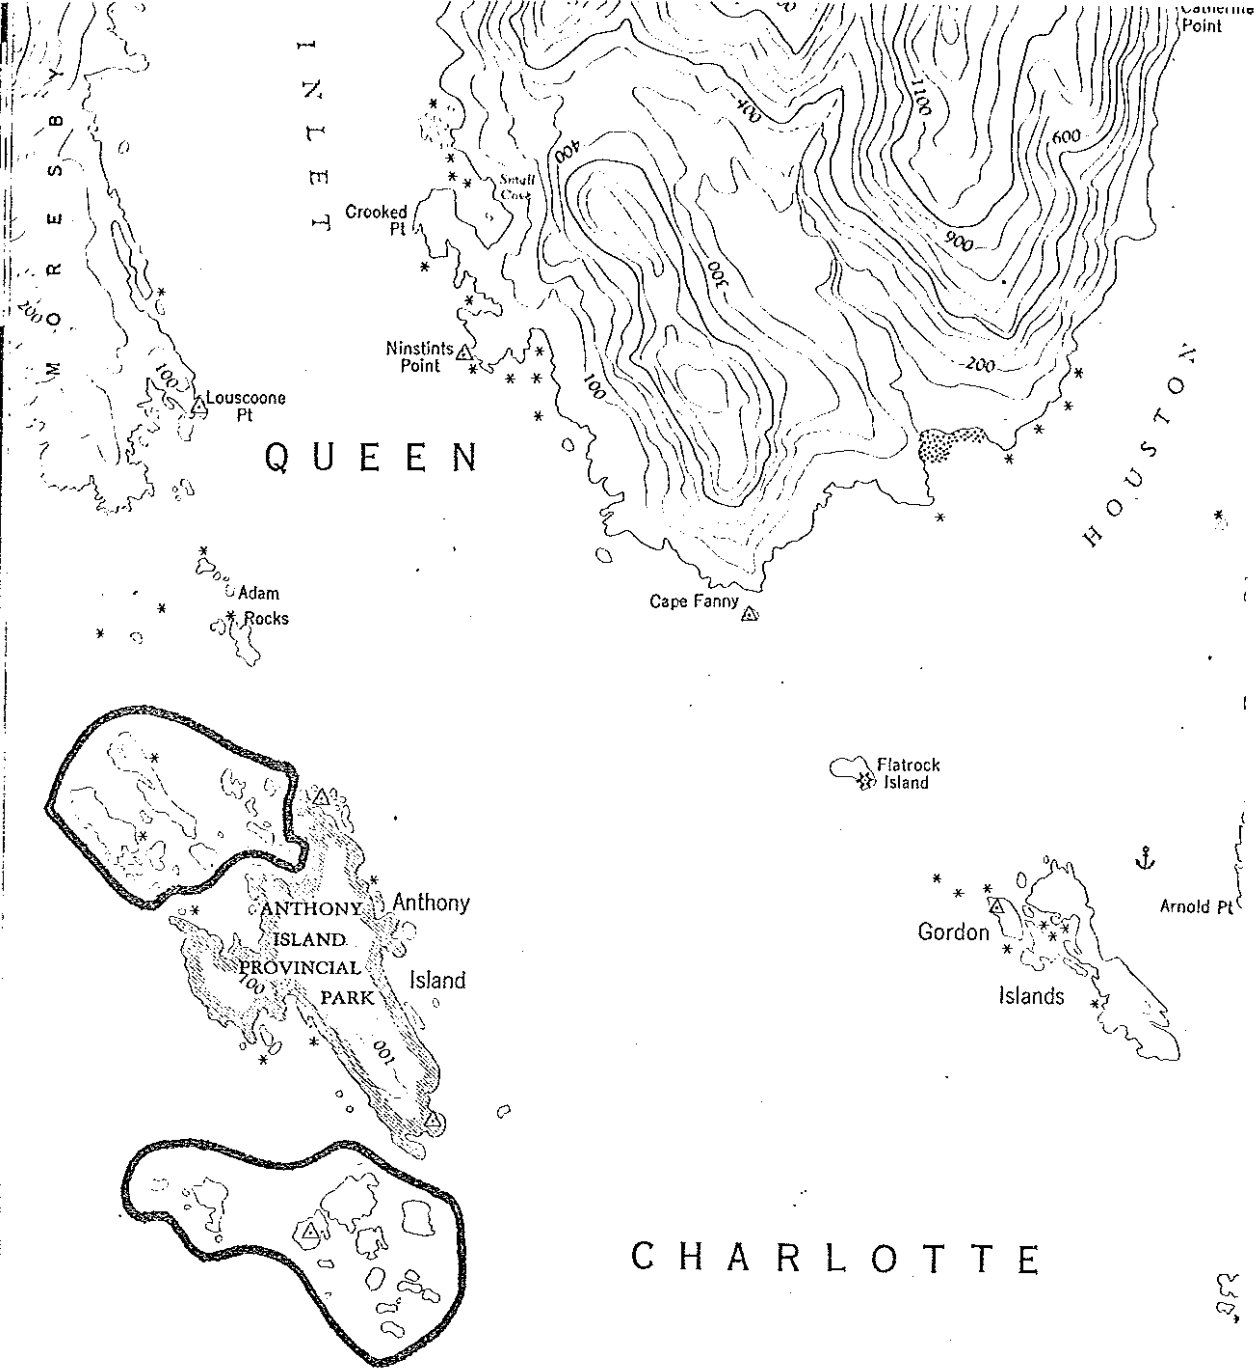 Catherine
Point
INLET
MORESBY
1100
400
600
400
Small
Cove
Crooked
Pt
900
300
200
Ninstints
Point
200
100
100
Louscoone
Pt
QUEEN
HOUSTON
Adam
Rocks
Cape Fanny
Flatrock
Island
Anthony
Island
ANTHONY
ISLAND
PROVINCIAL
PARK
100
100
Arnold Pt
Gordon
Islands
CHARLOTTE